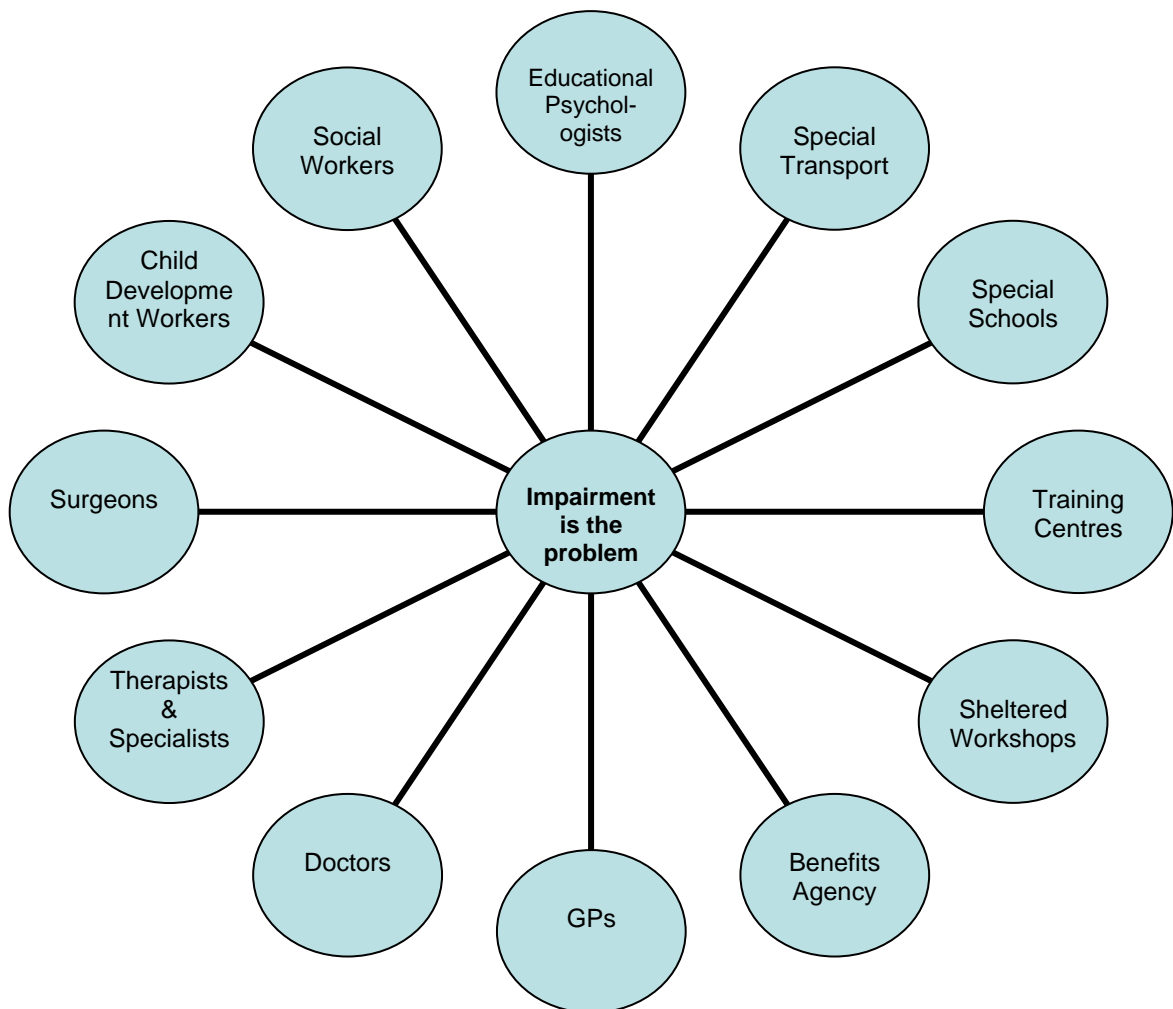 Educational
Psychol-
ogists
Social
Workers
Special
Transport
Child
Developme
nt Workers
Special
Schools
Surgeons
Impairment
is the
problem
Training
Centres
Therapists
&
Specialists
Sheltered
Workshops
Doctors
Benefits
Agency
GPs